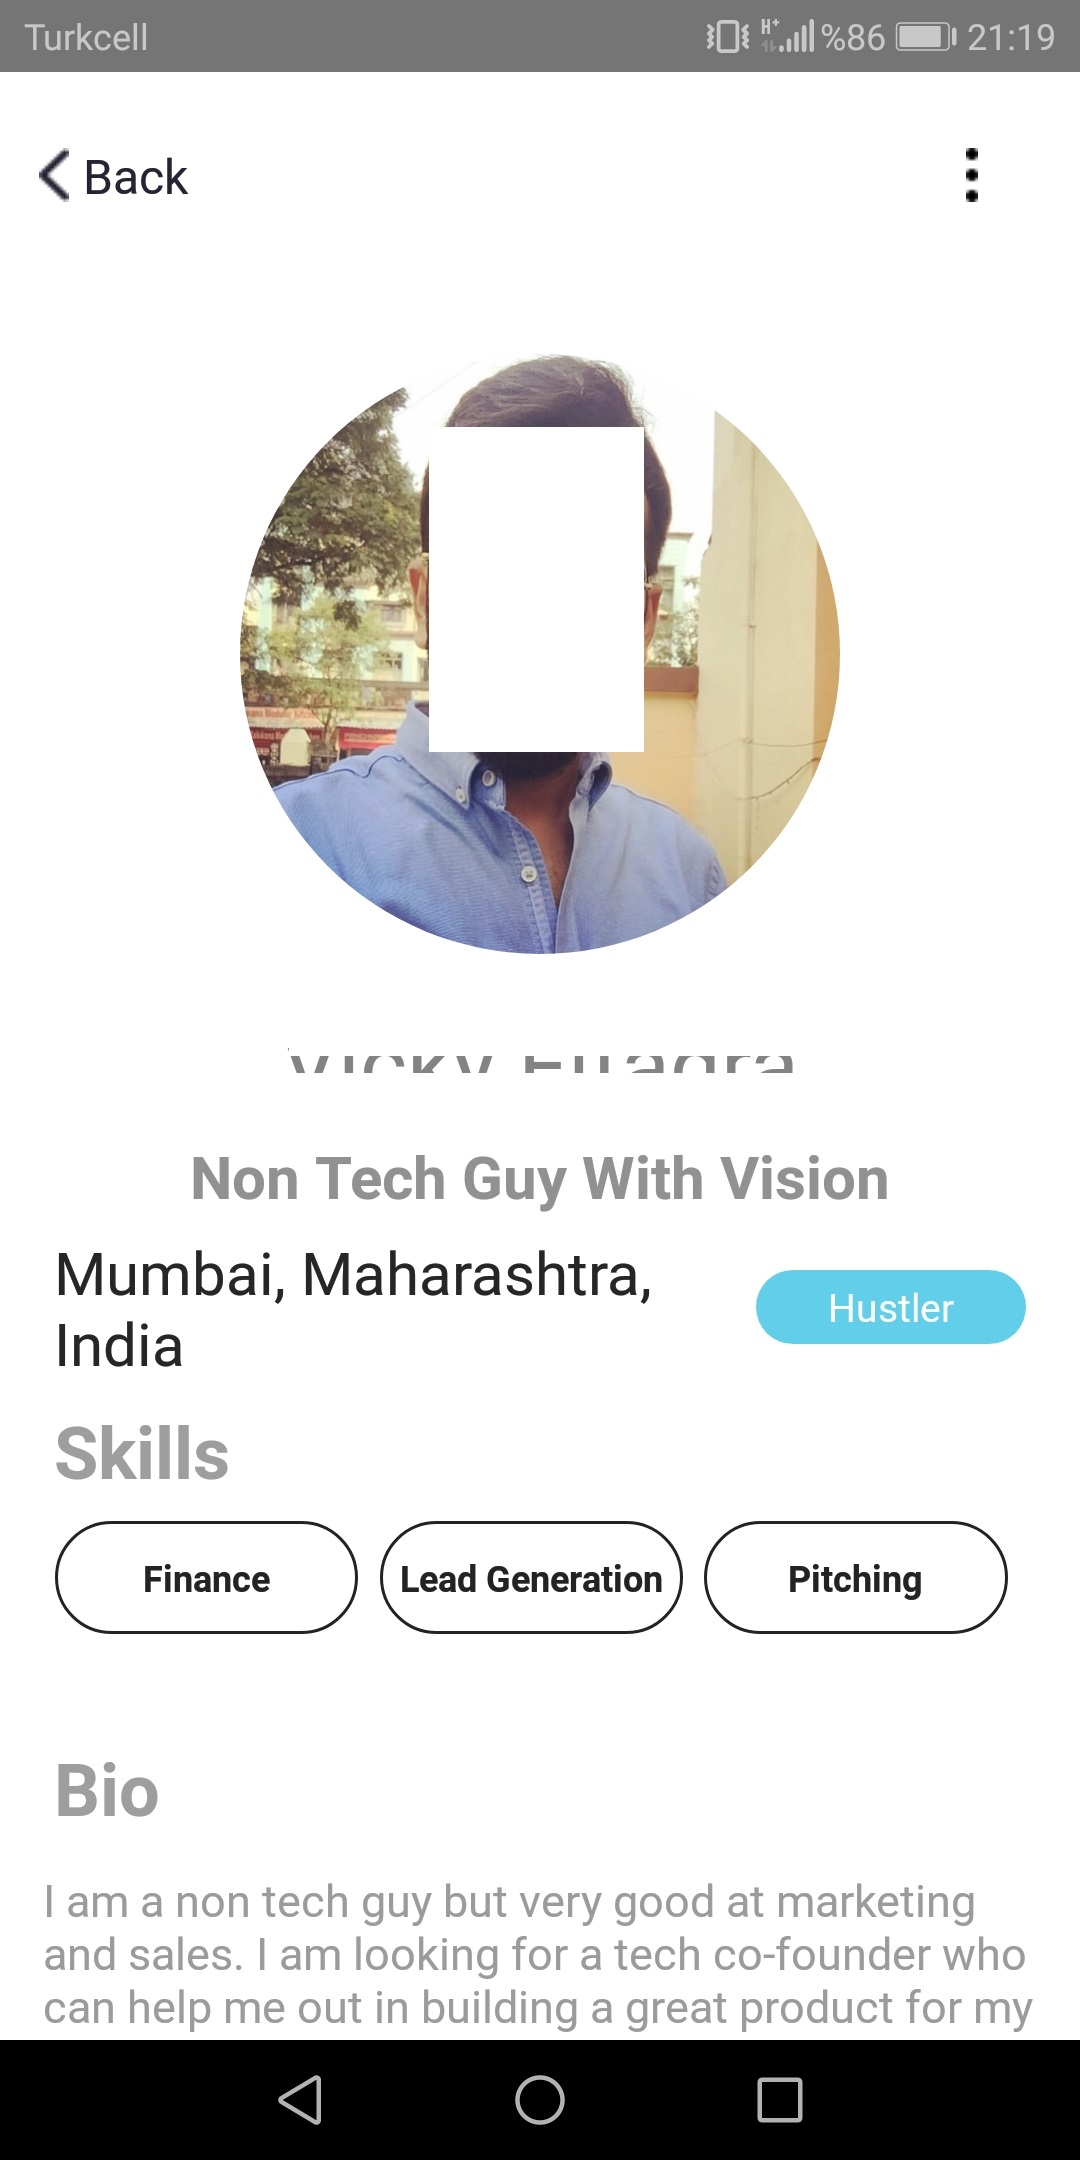 Turkcell %86 21:19
Back
Non Tech Guy With Vision
Mumbai, Maharashtra,
India
Hustler
Skills
Finance Lead Generation Pitching
Bio
I am a non tech guy but very good at marketing
and sales. I am looking for a tech co-founder who
can help me out in building a great product for my